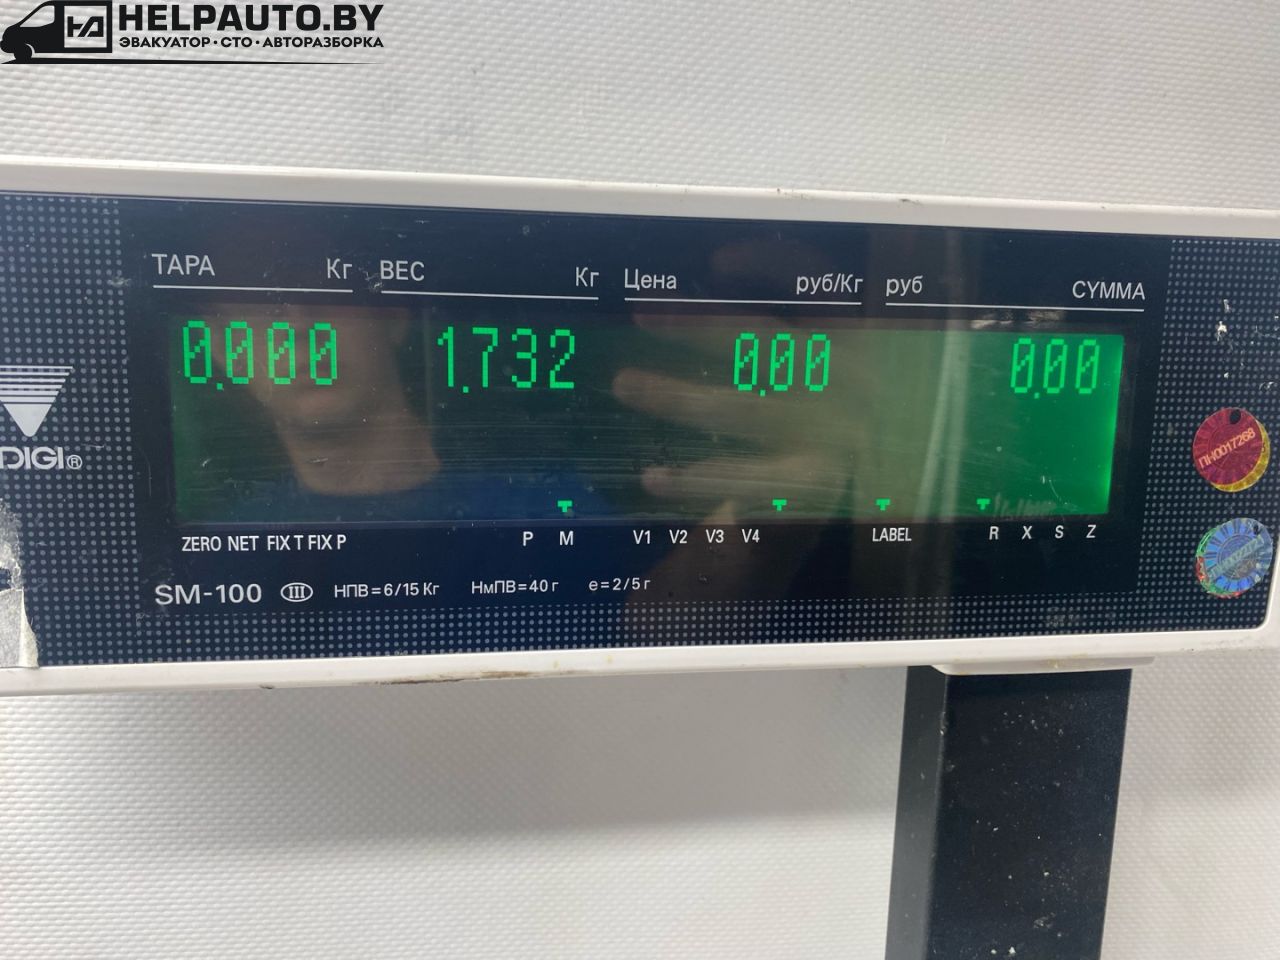 HELPAUTO.BY
ЭВАКУАТОР•СТО•АВТОРАЗБОРКА
ТАРА Кг ВЕС Кг Цена руб/Кг руб СУММА
0.000 1.732 0.00 0.00
DIGI®
ПН0017268
ZERO NET FIX T FIX P P M V1 V2 V3 V4 LABEL R X S Z
SM-100 III НПВ=6/15 Кг НмПВ=40 г e=2/5 г